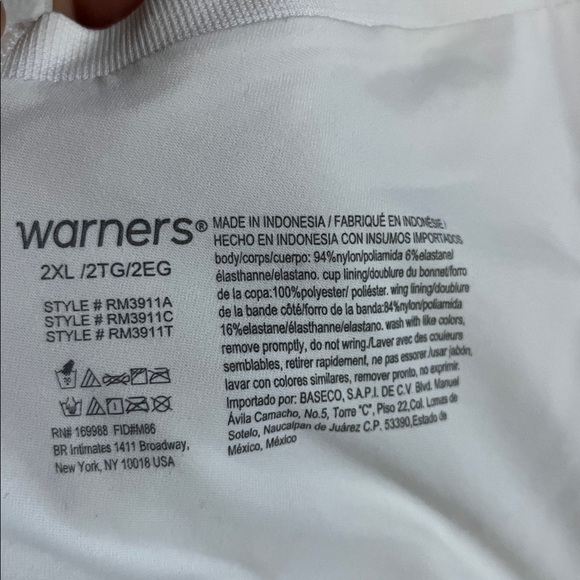 warners®
2XL /2TG/2EG
STYLE # RM3911A
STYLE # RM3911C
STYLE # RM3911T
RN# 169988 FID#M86
BR Intimates 1411 Broadway,
New York, NY 10018 USA
MADE IN INDONESIA / FABRIQUÉ EN INDONÉSIE /
HECHO EN INDONESIA CON INSUMOS IMPORTADOS
body/corps/cuerpo: 94%nylon/poliamida 6%elastane/
élasthanne/elastano. cup lining/doublure du bonnet/forro
de la copa:100%polyester/ poliéster. wing lining/doublure
de la bande côté/forro de la banda:84%nylon/poliamida
16%elastane/élasthanne/elastano. wash with like colors,
remove promptly, do not wring./Laver avec des couleurs
semblables, retirer rapidement, ne pas essorer./usar jabón,
lavar con colores similares, remover pronto, no exprimir.
Importado por: BASECO, S.A.P.I. DE C.V. Blvd. Manuel
Ávila Camacho, No.5, Torre "C", Piso 22,Col. Lomas de
Sotelo, Naucalpan de Juárez C.P. 53390,Estado de
México, México